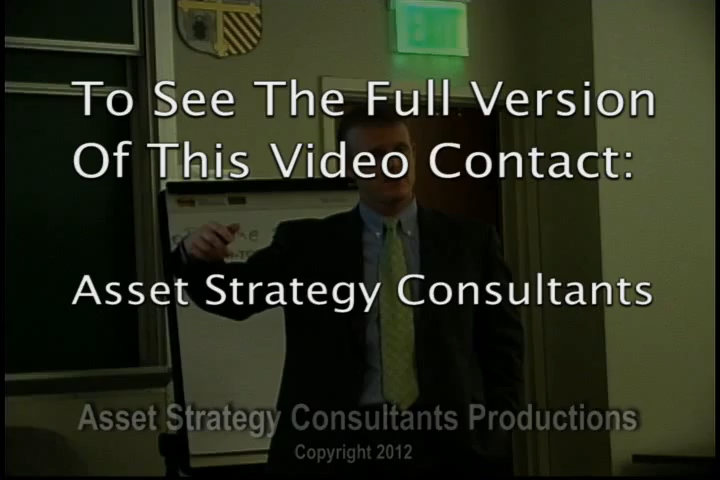 To See The Full Version
Of This Video Contact:
Asset Strategy Consultants
Asset Strategy Consultants Productions
Copyright 2012